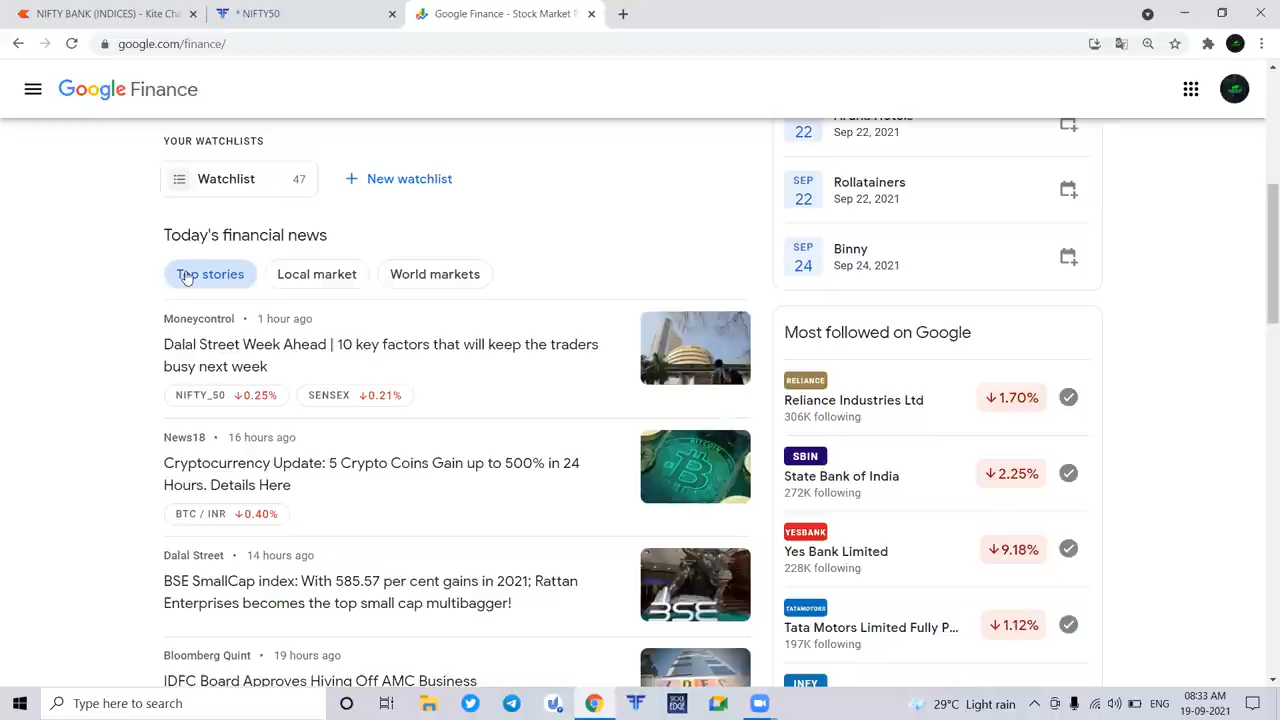 NIFTY BANK (INDICES) - Kite Cha
* NIFTY50
Google Finance - Stock Market P
google.com/finance/
Google Finance
YOUR WATCHLISTS
Watchlist 47
New watchlist
Today's financial news
Top stories
Local market
World markets
Moneycontrol • 1 hour ago
Dalal Street Week Ahead | 10 key factors that will keep the traders
busy next week
NIFTY_50 ↓0.25%
SENSEX ↓0.21%
News18 • 16 hours ago
Cryptocurrency Update: 5 Crypto Coins Gain up to 500% in 24
Hours. Details Here
BTC / INR ↓0.40%
BITCOIN
Dalal Street • 14 hours ago
BSE SmallCap index: With 585.57 per cent gains in 2021; Rattan
Enterprises becomes the top small cap multibagger!
BSE
Bloomberg Quint • 19 hours ago
IDFC Board Approves Hiving Off AMC Business
22
Sep 22, 2021
SEP
22
Rollatainers
Sep 22, 2021
SEP
24
Binny
Sep 24, 2021
Most followed on Google
RELIANCE
Reliance Industries Ltd
306K following
↓1.70%
SBIN
State Bank of India
272K following
↓2.25%
YESBANK
Yes Bank Limited
228K following
↓9.18%
TATAMOTORS
Tata Motors Limited Fully P...
197K following
↓1.12%
INFY
Type here to search
29°C Light rain
ENG
08:33 AM
19-09-2021